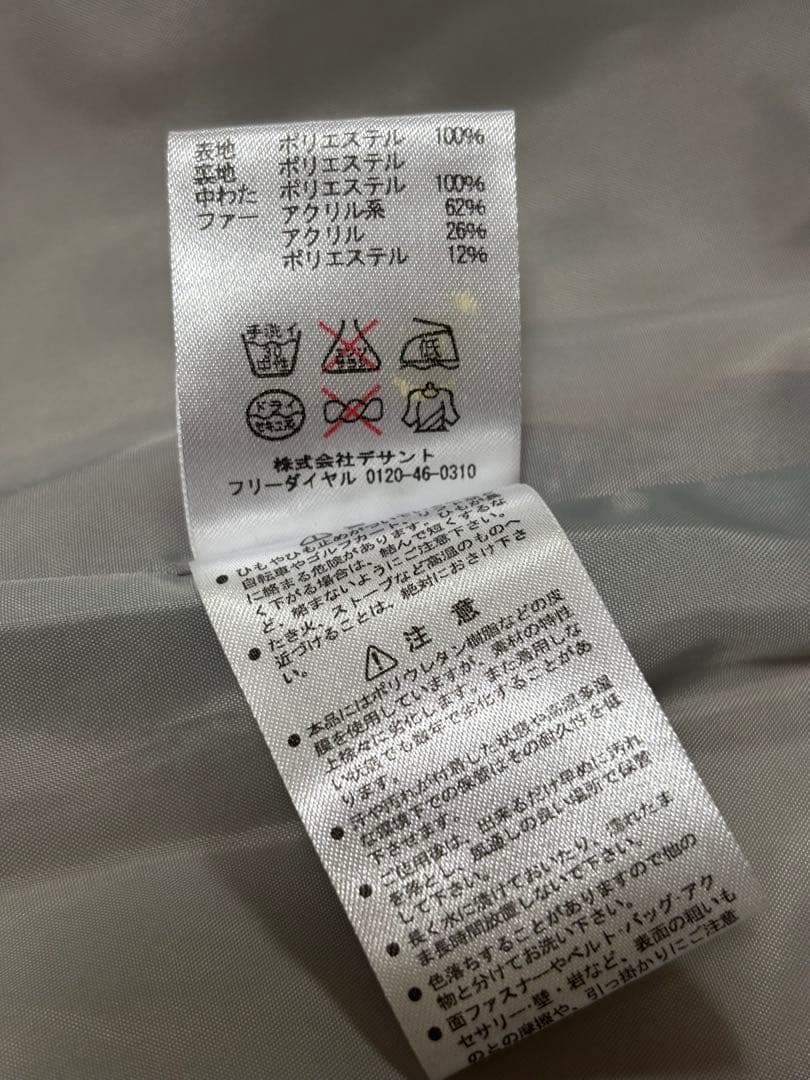 表地 ポリエステル 100%
裏地 ポリエステル
中わた ポリエステル 100%
ファー アクリル系 62%
アクリル 26%
ポリエステル 12%
手洗イ
30
中性
低
ドライ
セキユ系
株式会社デサント
フリーダイヤル 0120-46-0310
自転車やゴルフカ
に絡まる危険があります。ひもが長
く下がる場合は、結んで短くするな
ど、絡まないようにご注意下さい。
● たき火、ストーブなど高温のものへ
近づけることは、絶対におさけ下さ
い。
注意
● 本品にはポリウレタン樹脂などの皮
膜を使用していますが、素材の特性
上様々に劣化します。また着用しな
い状況でも経年で劣化することがあ
ります。
● 汗や汚れが付着した状態や高温多湿
な環境下での保管はその耐久性を低
下させます。
● ご使用後は、出来るだけ早めに汚れ
を落とし、風通しの良い場所で保管
して下さい。
● 長く水に漬けておいたり、濡れたま
ま長時間放置しないで下さい。
● 色落ちすることがありますので他の
物と分けてお洗い下さい。
● 面ファスナーやベルト・バッグ・アク
セサリー・壁・岩など、表面の粗いも
のとの摩擦や、引っ掛かりにご注意